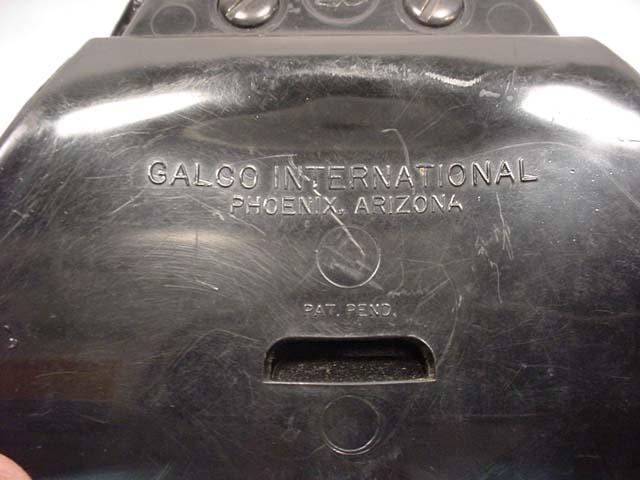 GALCO INTERNATIONAL
PHOENIX, ARIZONA
PAT. PEND.